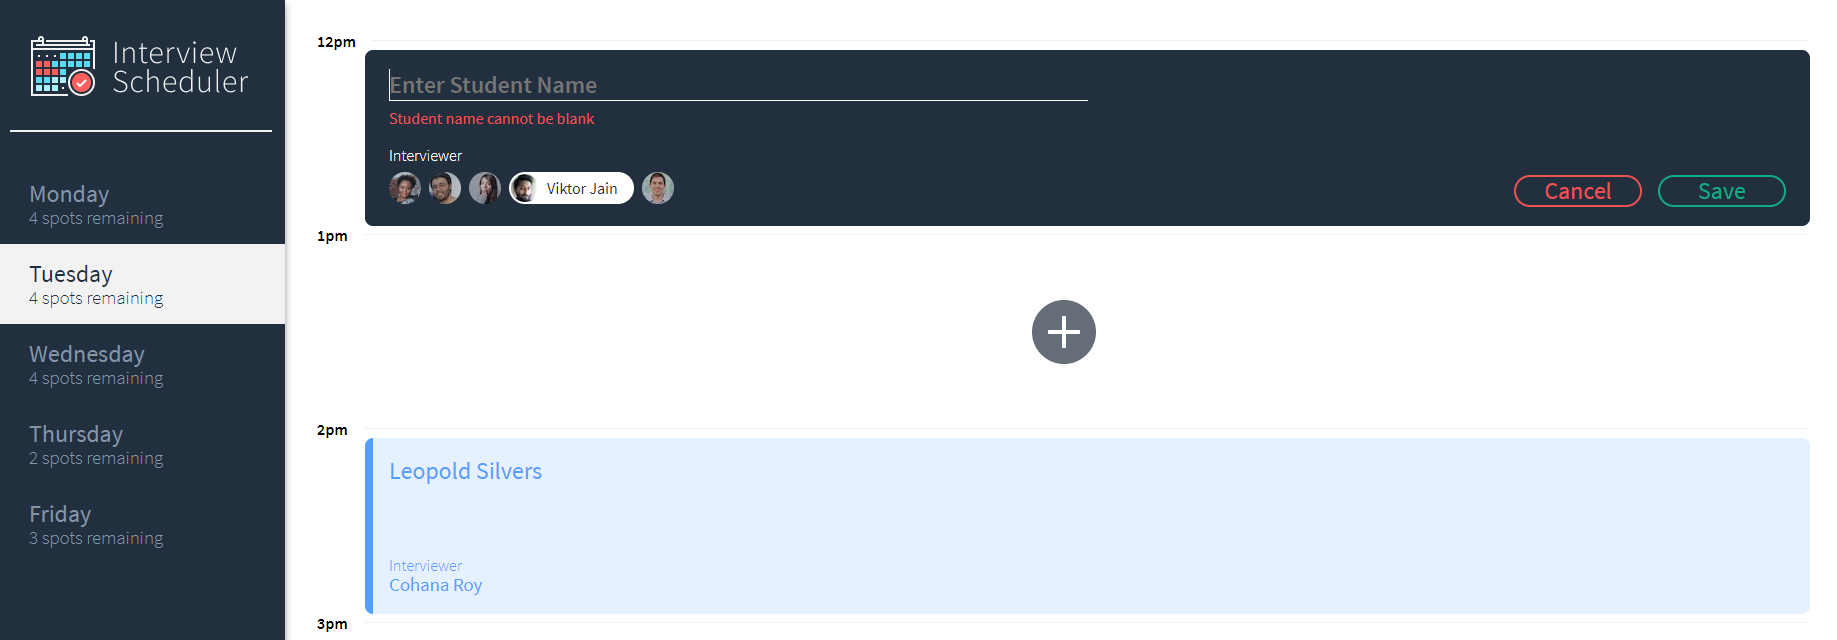 Interview
Scheduler
Monday
4 spots remaining
Tuesday
4 spots remaining
Wednesday
4 spots remaining
Thursday
2 spots remaining
Friday
3 spots remaining
12pm
Enter Student Name
Student name cannot be blank
Interviewer
Viktor Jain
Cancel
Save
1pm
2pm
Leopold Silvers
Interviewer
Cohana Roy
3pm